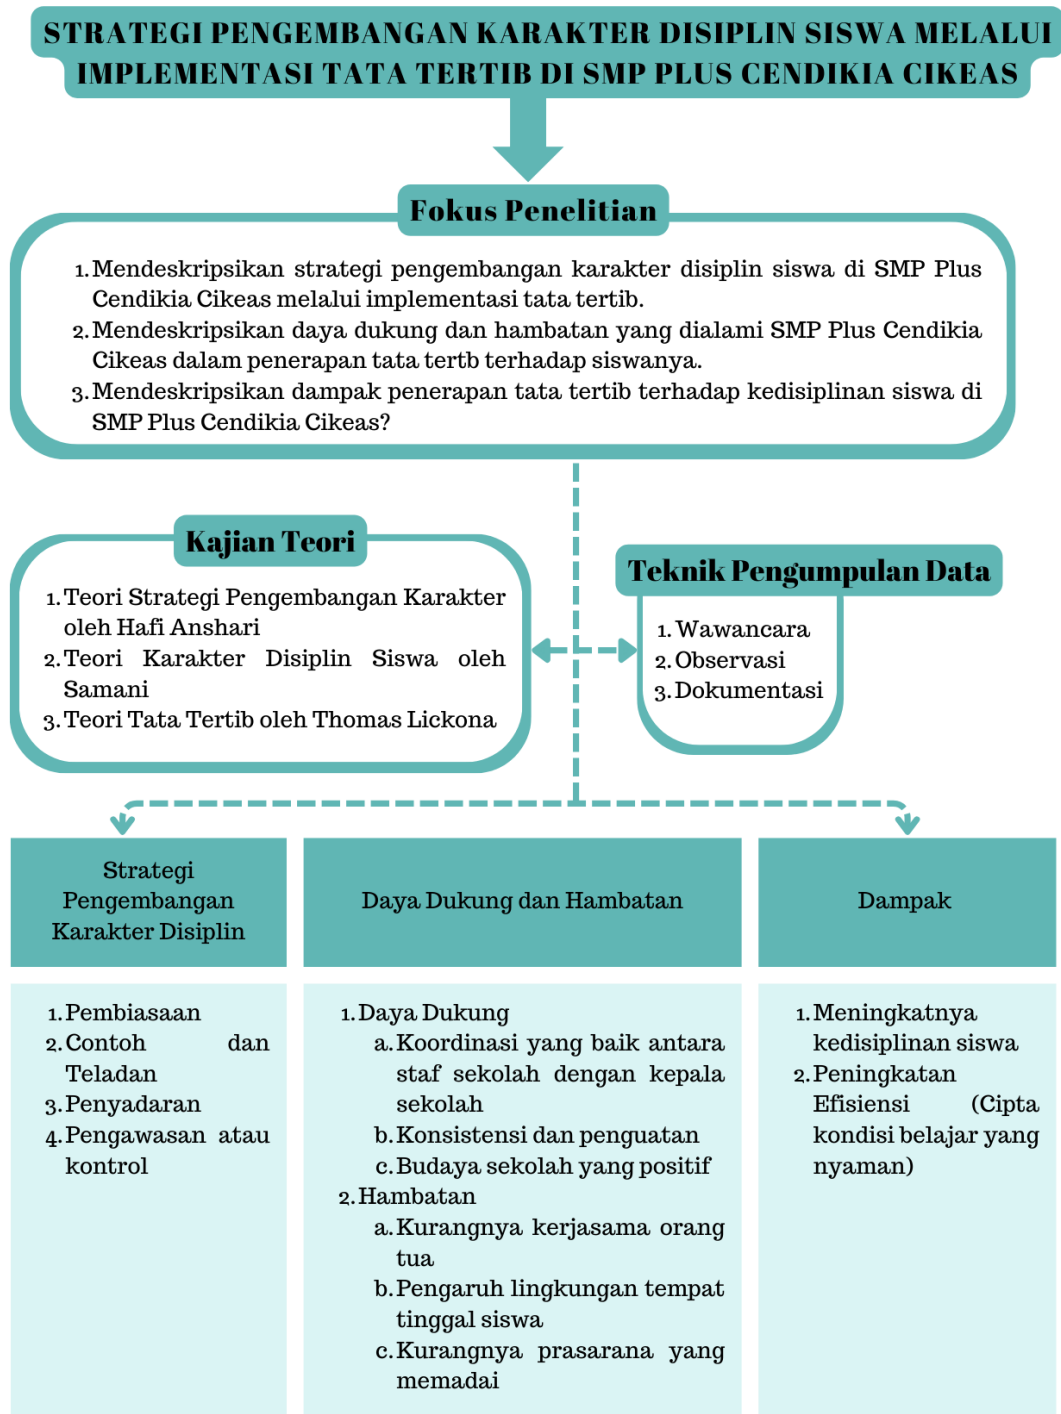 STRATEGI PENGEMBANGAN KARAKTER DISIPLIN SISWA MELALUI
IMPLEMENTASI TATA TERTIB DI SMP PLUS CENDIKIA CIKEAS
Fokus Penelitian
1. Mendeskripsikan strategi pengembangan karakter disiplin siswa di SMP Plus
Cendikia Cikeas melalui implementasi tata tertib.
2. Mendeskripsikan daya dukung dan hambatan yang dialami SMP Plus Cendikia
Cikeas dalam penerapan tata tertb terhadap siswanya.
3. Mendeskripsikan dampak penerapan tata tertib terhadap kedisiplinan siswa di
SMP Plus Cendikia Cikeas?
Kajian Teori
1. Teori Strategi Pengembangan Karakter
oleh Hafi Anshari
2. Teori Karakter Disiplin Siswa oleh
Samani
3. Teori Tata Tertib oleh Thomas Lickona
Teknik Pengumpulan Data
1. Wawancara
2. Observasi
3. Dokumentasi
Strategi
Pengembangan
Karakter Disiplin
1. Pembiasaan
2. Contoh dan
Teladan
3. Penyadaran
4. Pengawasan atau
kontrol
Daya Dukung dan Hambatan
1. Daya Dukung
a. Koordinasi yang baik antara
staf sekolah dengan kepala
sekolah
b. Konsistensi dan penguatan
c. Budaya sekolah yang positif
2. Hambatan
a. Kurangnya kerjasama orang
tua
b. Pengaruh lingkungan tempat
tinggal siswa
c. Kurangnya prasarana yang
memadai
Dampak
1. Meningkatnya
kedisiplinan siswa
2. Peningkatan
Efisiensi (Cipta
kondisi belajar yang
nyaman)